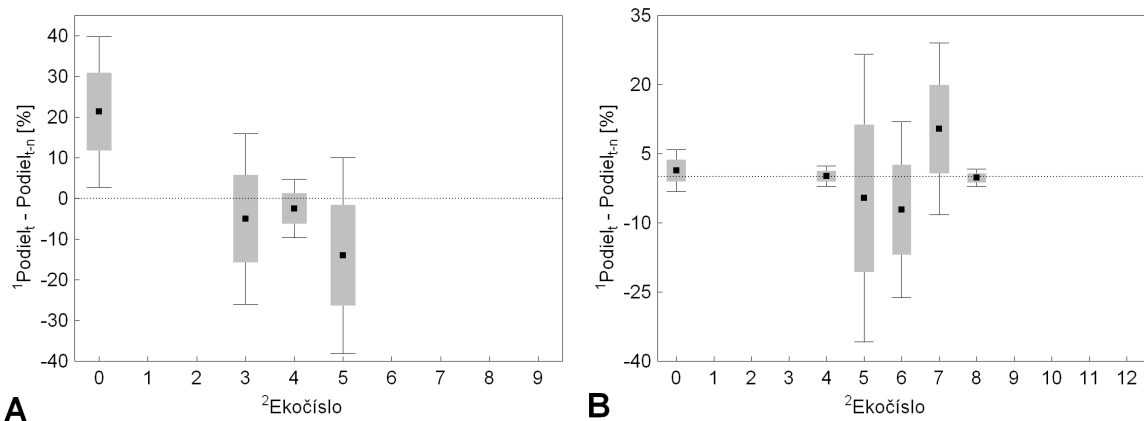 ¹Podielₜ - Podielₜ₋ₙ [%]
40
30
20
10
0
-10
-20
-30
-40
0 1 2 3 4 5 6 7 8 9
²Ekočíslo
A
¹Podielₜ - Podielₜ₋ₙ [%]
35
20
5
-10
-25
-40
0 1 2 3 4 5 6 7 8 9 10 11 12
²Ekočíslo
B